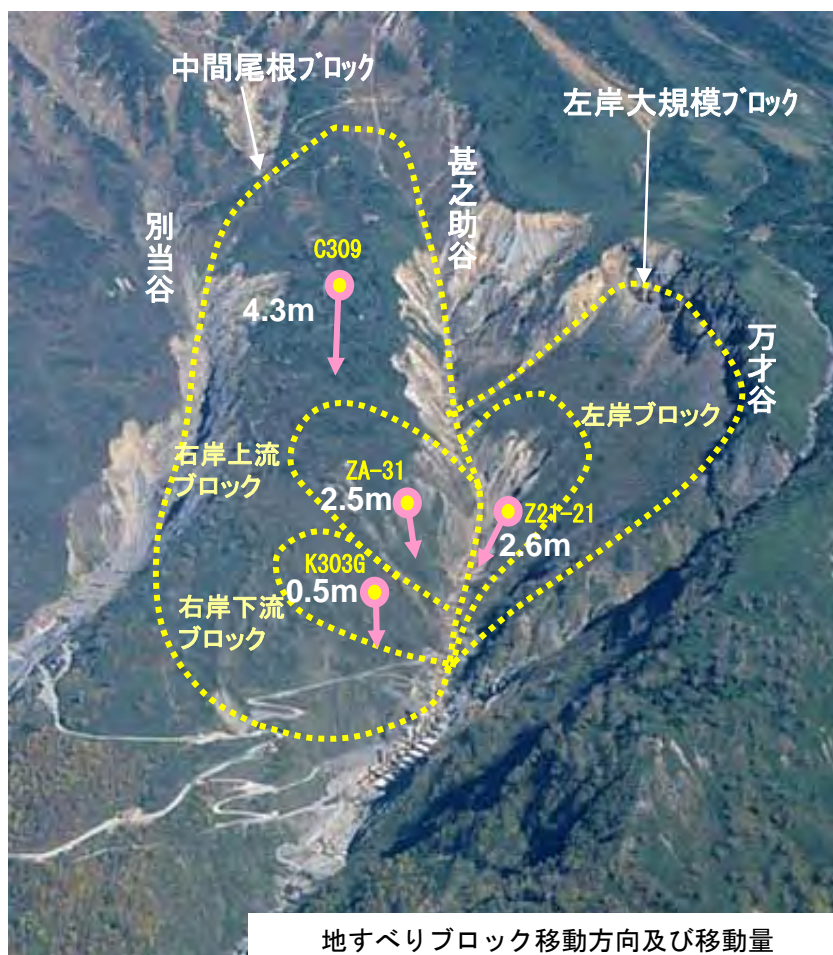 中間尾根ブロック
左岸大規模ブロック
甚之助谷
別当谷
C309
4.3m
万才谷
左岸ブロック
右岸上流
ブロック
ZA-31
2.5m
Z21-21
2.6m
K303G
0.5m
右岸下流
ブロック
地すべりブロック移動方向及び移動量